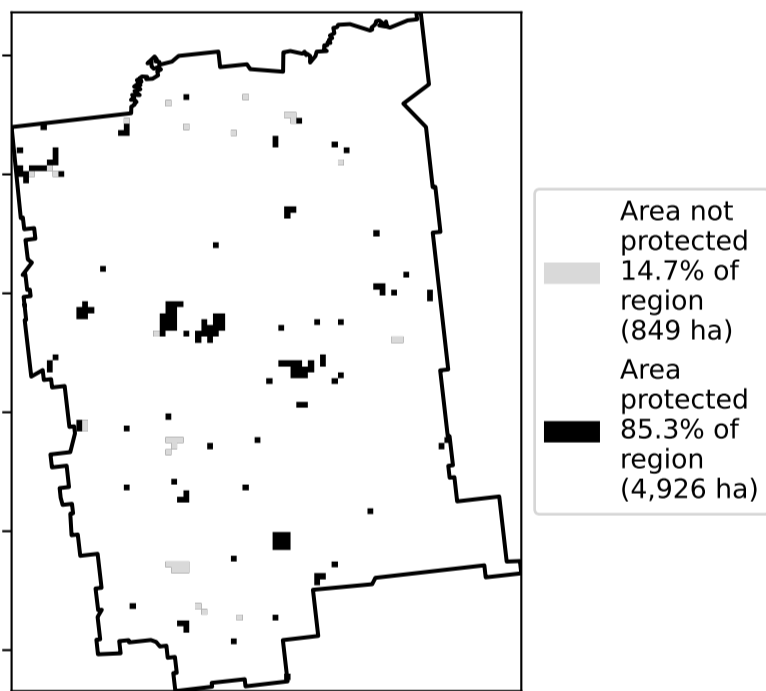 Area not
protected
14.7% of
region
(849 ha)
Area
protected
85.3% of
region
(4,926 ha)